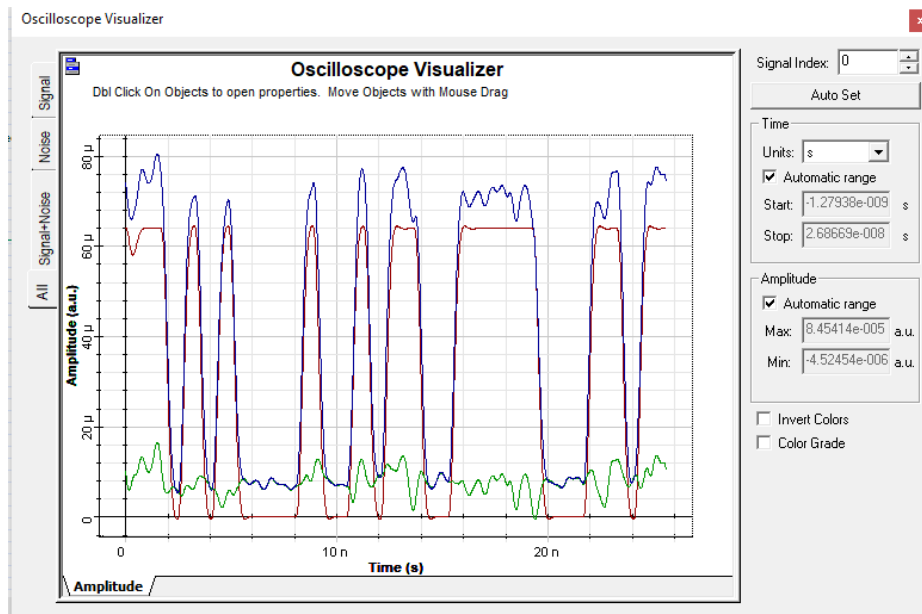 Oscilloscope Visualizer
Signal
Noise
Signal+Noise
All
Oscilloscope Visualizer
Dbl Click On Objects to open properties. Move Objects with Mouse Drag
Amplitude (a.u.)
80 µ
60 µ
40 µ
20 µ
0
0
10 n
20 n
Time (s)
Amplitude
Signal Index: 0
Auto Set
Time
Units: s
Automatic range
Start: -1.27938e-009 s
Stop: 2.68669e-008 s
Amplitude
Automatic range
Max: 8.45414e-005 a.u.
Min: -4.52454e-006 a.u.
Invert Colors
Color Grade